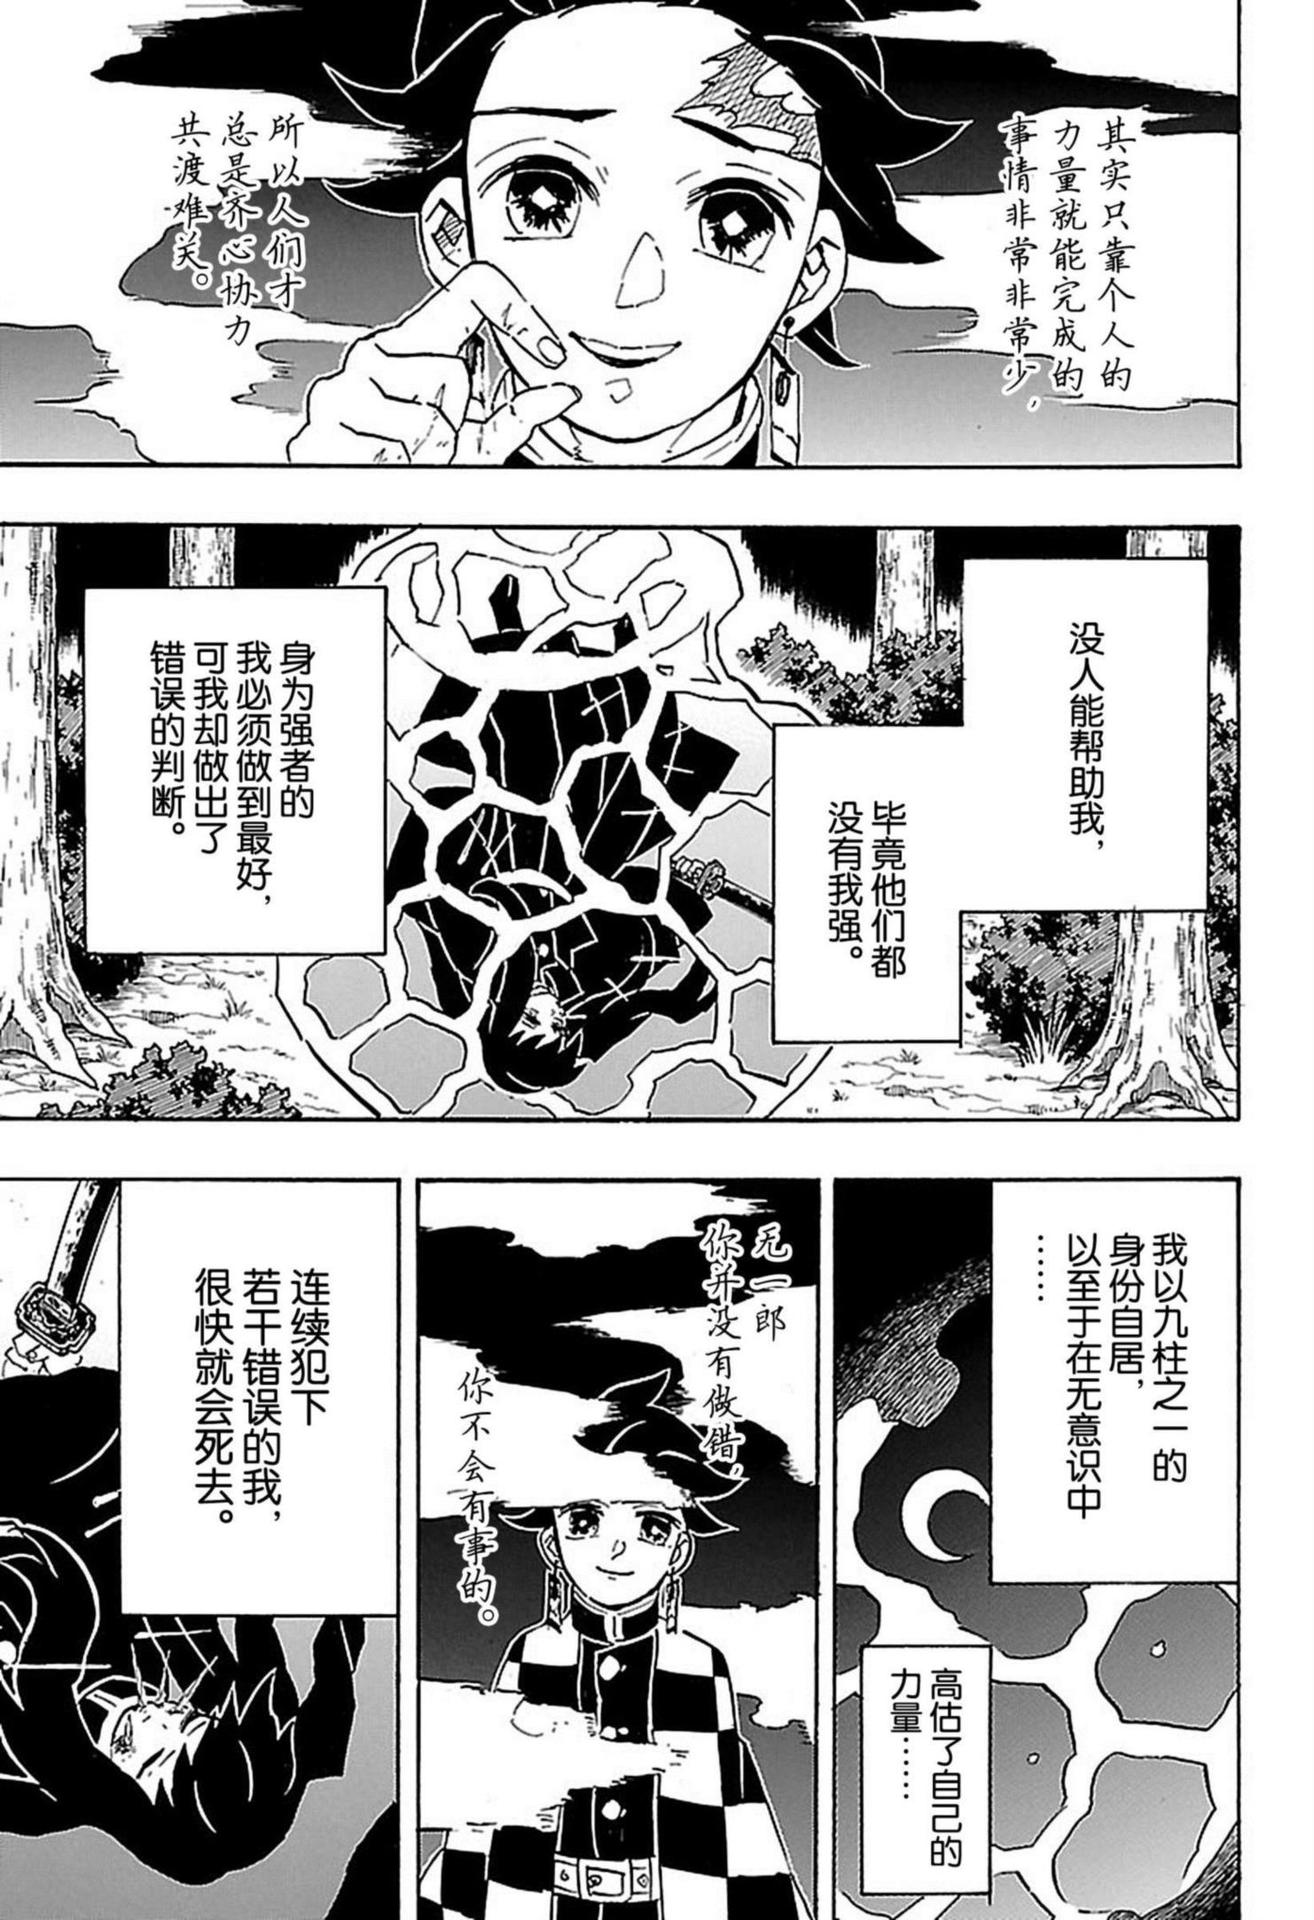 其实只靠个人的
力量就能完成的
事情非常非常少，
所以人们才
总是齐心协力
共渡难关。
没人能帮助我，
毕竟他们都
没有我强。
身为强者的
我必须做到最好，
可我却做出了
错误的判断。
我以九柱之一的
身份自居，
以至于在无意识中
……
高估了自己的
力量……
无一郎
你并没有做错，
你不会有事的。
连续犯下
若干错误的我，
很快就会死去。